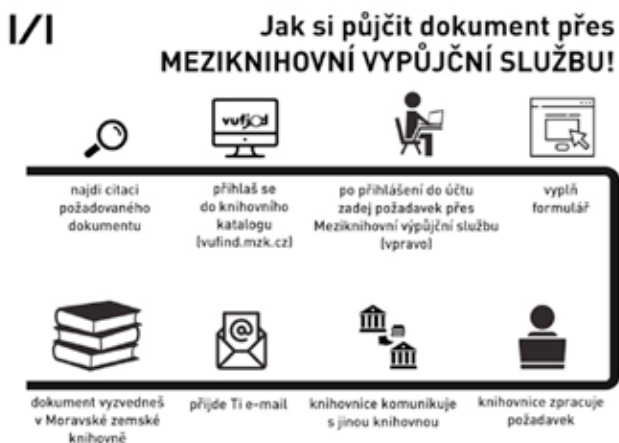 Jak si půjčit dokument přes
MEZIKNIHOVNÍ VYPŮJČNÍ SLUŽBU!
vufind
najdi citaci
požadovaného
dokumentu
přihlaš se
do knihovního
katalogu
(vufind.mzk.cz)
po přihlášení do účtu
zadej požadavek přes
Meziknihovní výpůjční službu
(vpravo)
vyplň
formulář
knihovnice zpracuje
požadavek
knihovnice komunikuje
s jinou knihovnou
přijde Ti e-mail
dokument vyzvedneš
v Moravské zemské
knihovně